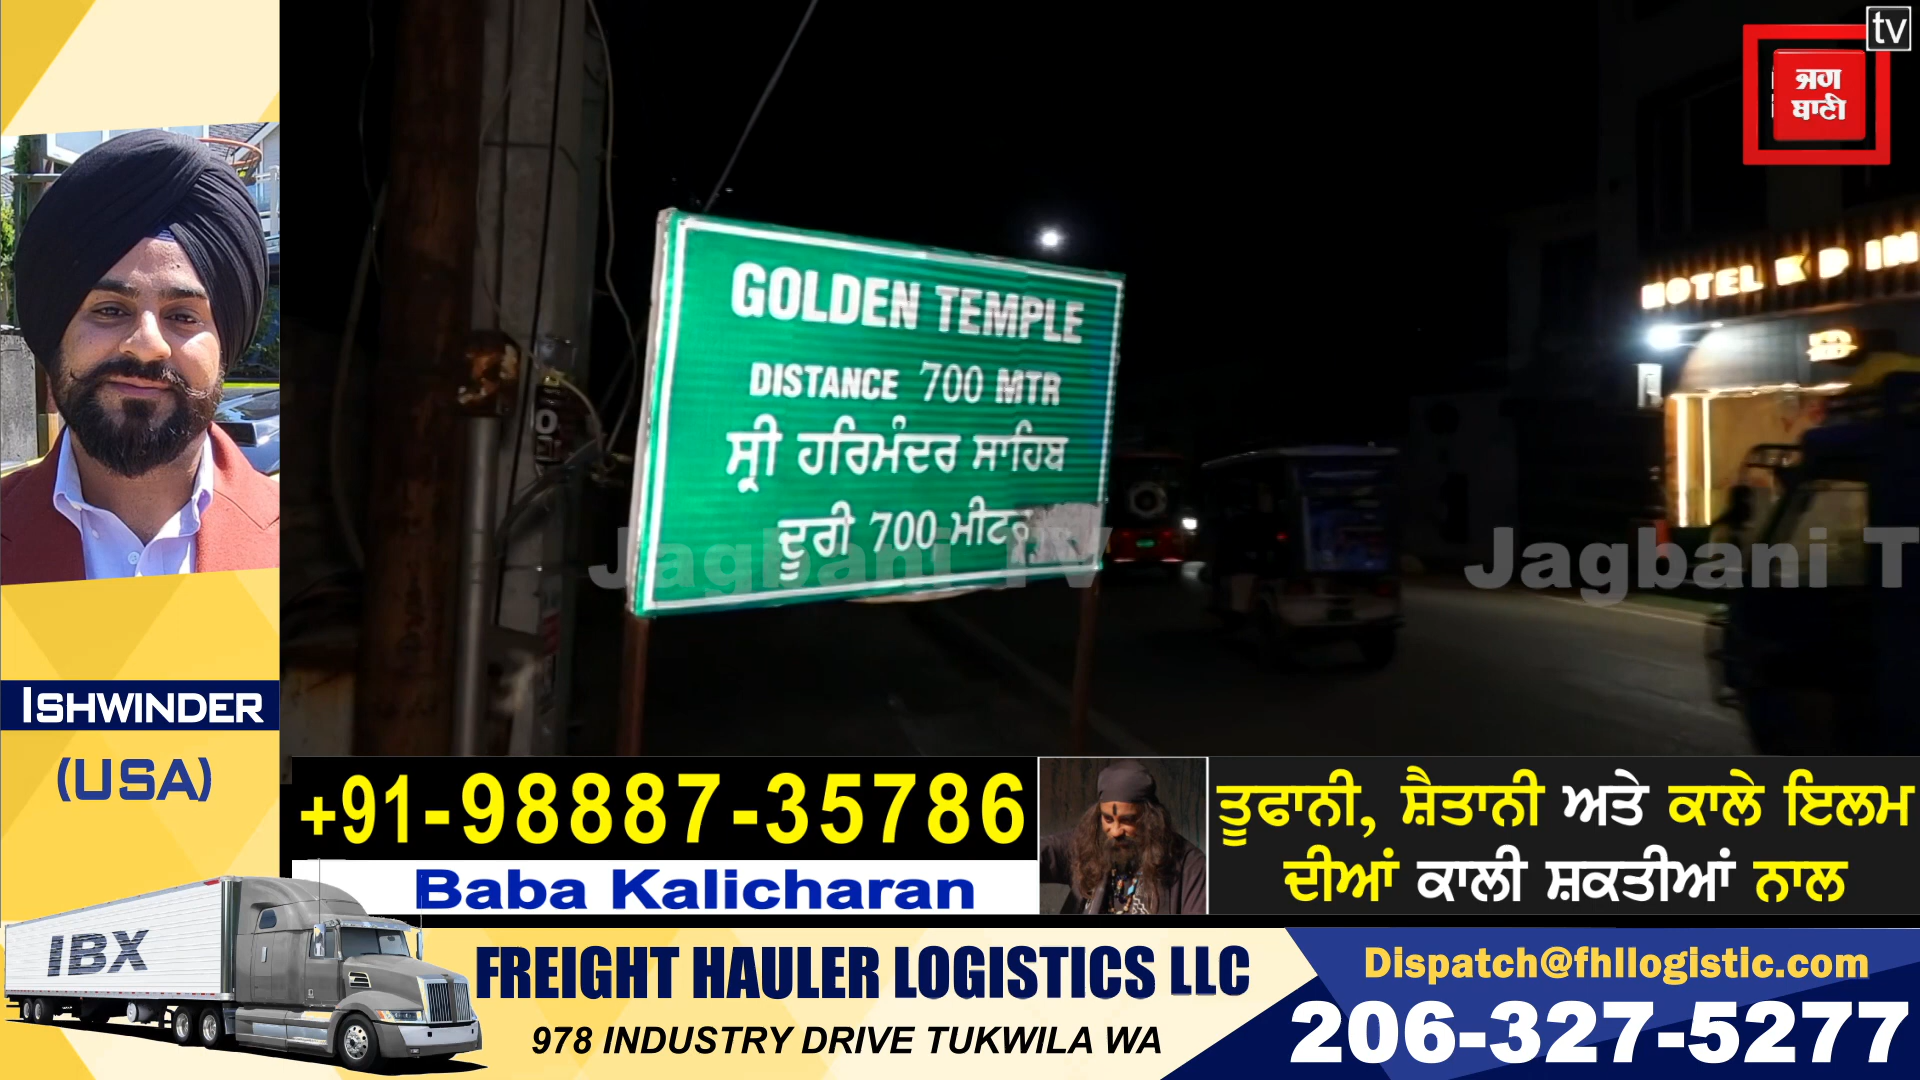 tv
ਜਗ
ਬਾਣੀ
GOLDEN TEMPLE
DISTANCE 700 MTR
ਸ੍ਰੀ ਹਰਿਮੰਦਰ ਸਾਹਿਬ
ਦੂਰੀ 700 ਮੀਟਰ
HOTEL K D IN
Jagbani TV
Jagbani T
ISHWINDER
(USA)
+91-98887-35786
Baba Kalicharan
ਤੂਫਾਨੀ, ਸ਼ੈਤਾਨੀ ਅਤੇ ਕਾਲੇ ਇਲਮ
ਦੀਆਂ ਕਾਲੀ ਸ਼ਕਤੀਆਂ ਨਾਲ
IBX
FREIGHT HAULER LOGISTICS LLC
978 INDUSTRY DRIVE TUKWILA WA
Dispatch@fhllogistic.com
206-327-5277